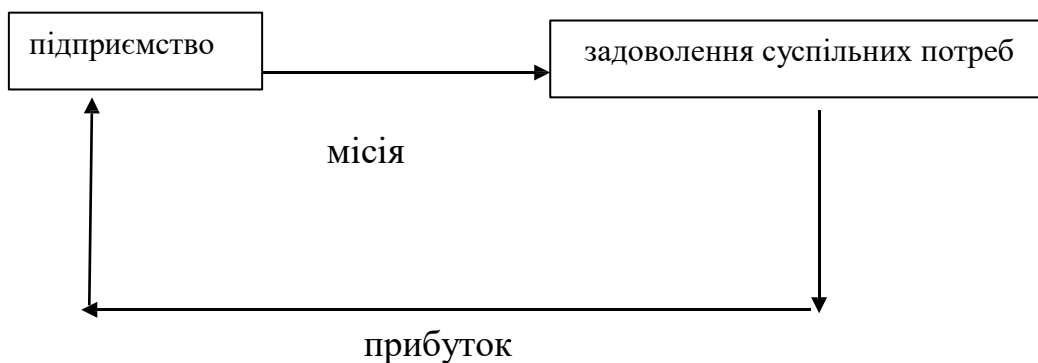 підприємство
задоволення суспільних потреб
місія
прибуток